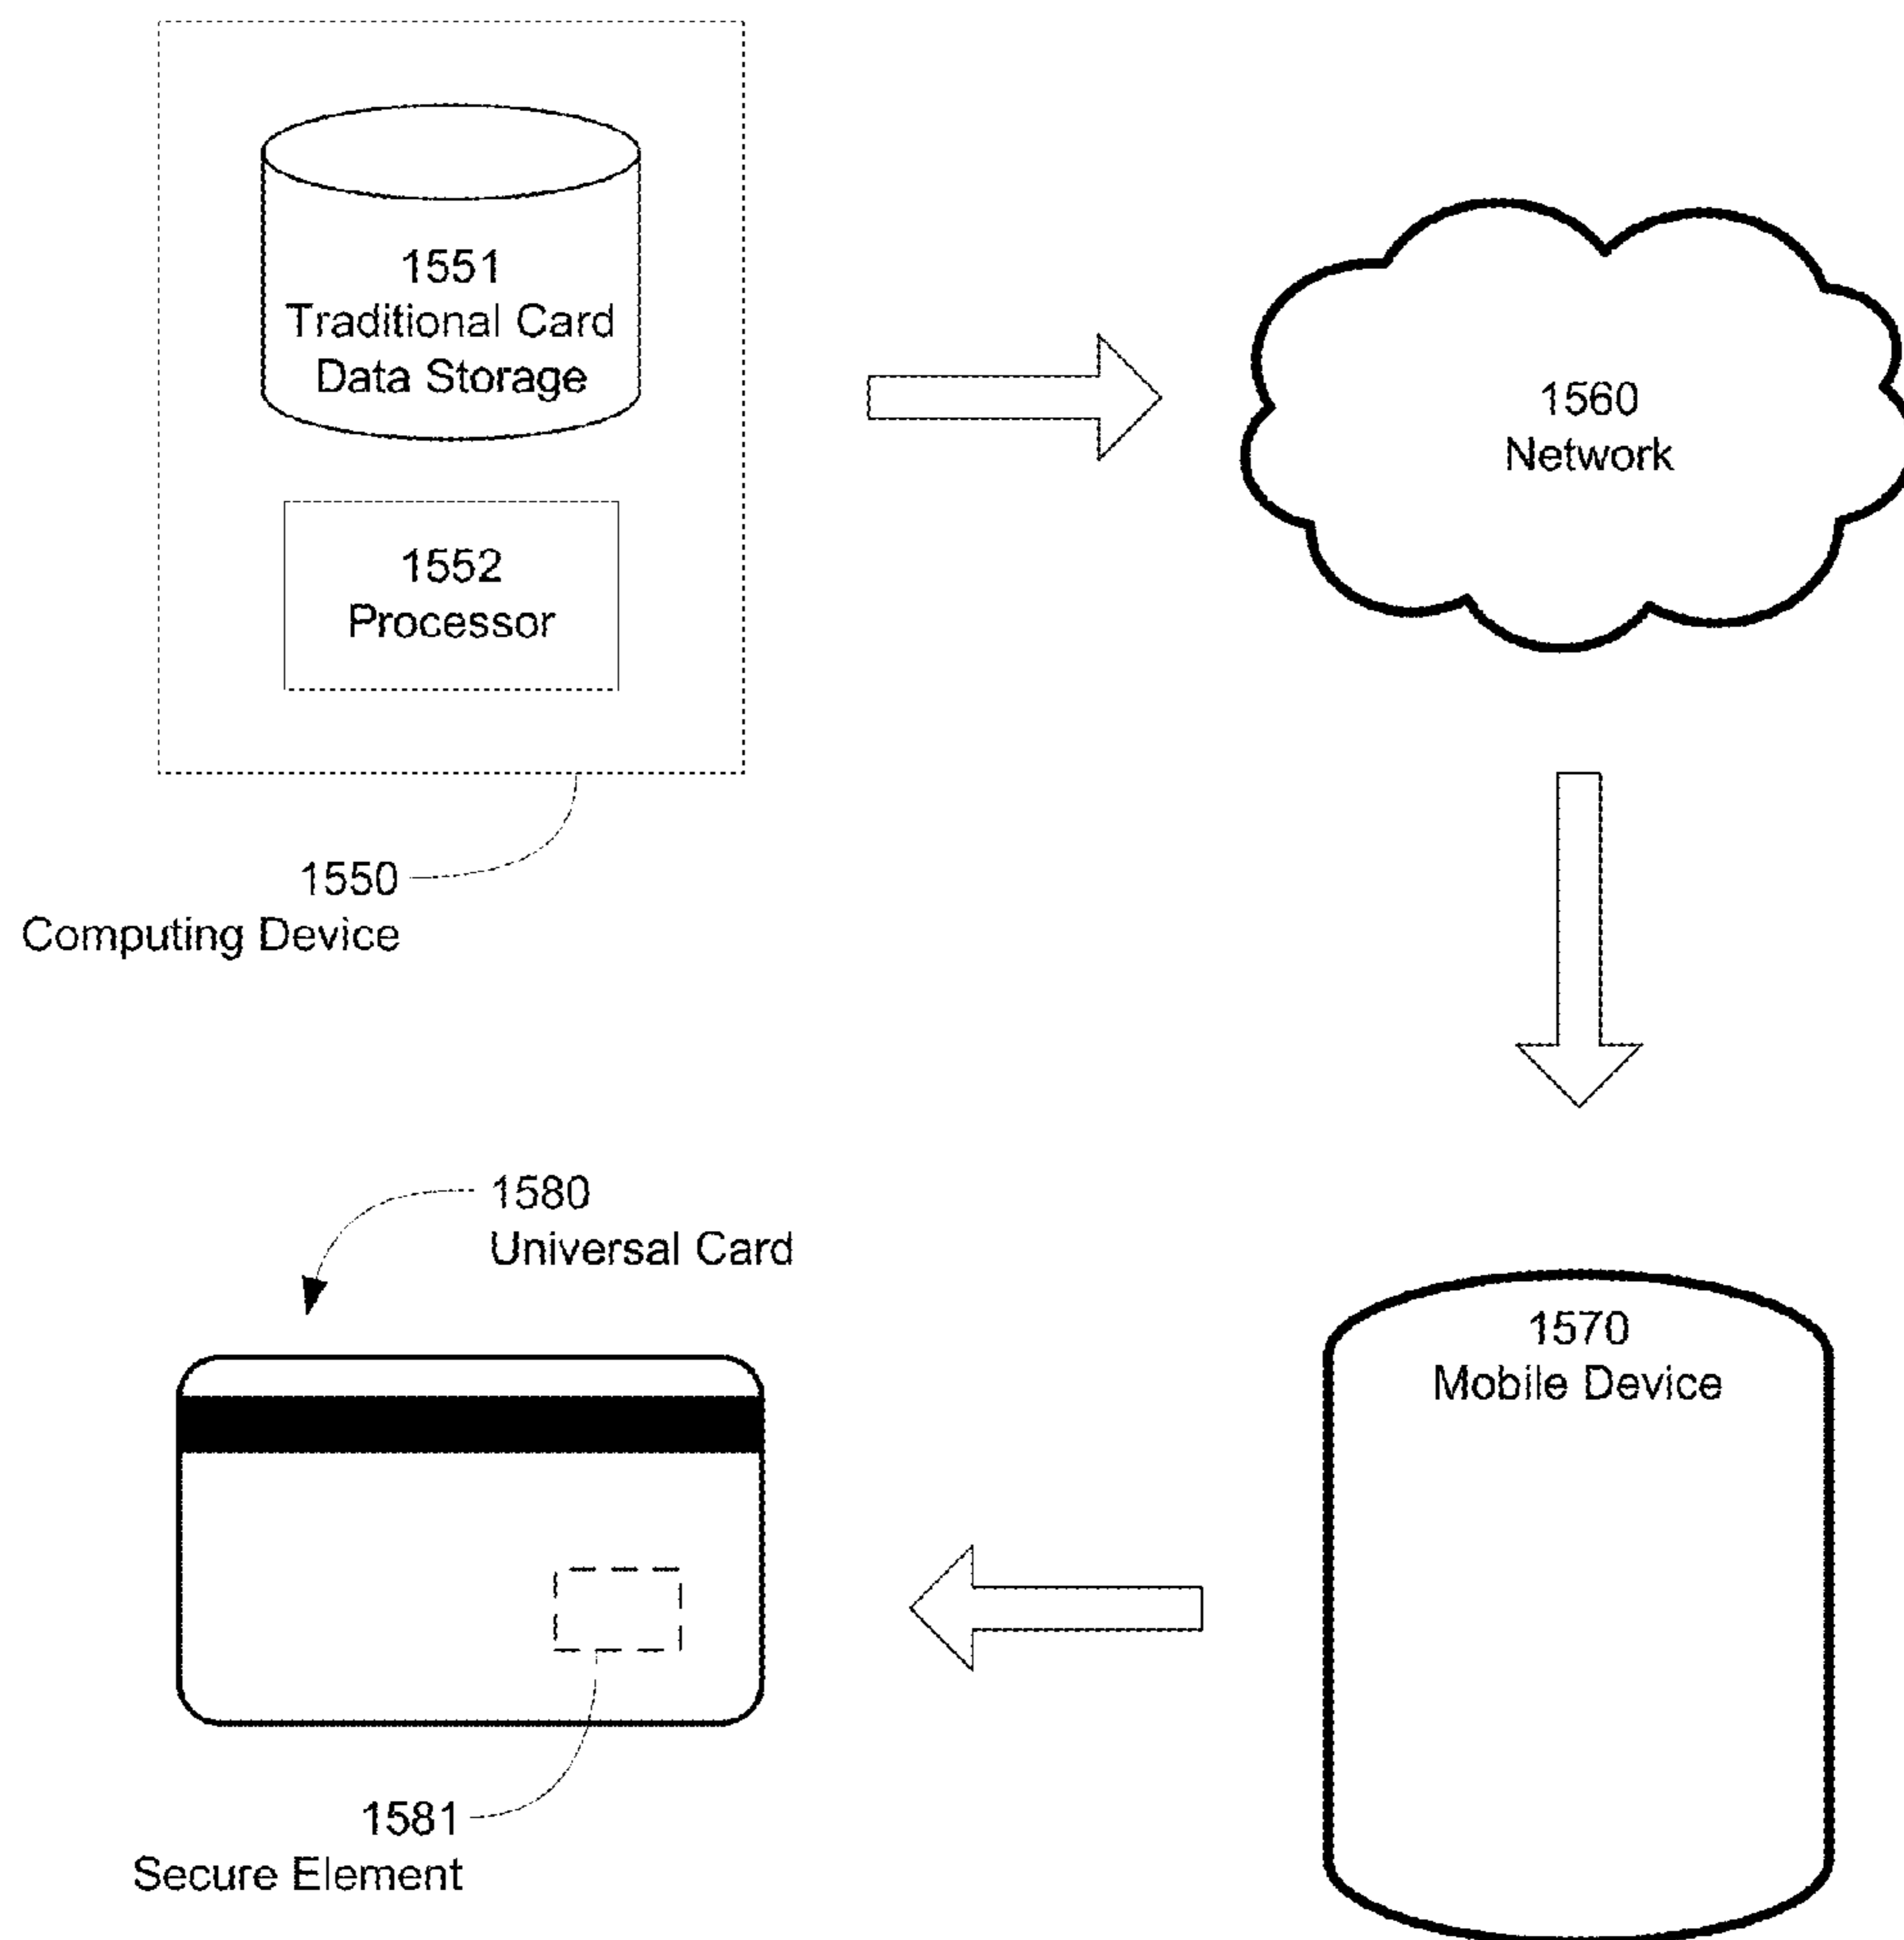 1551
Traditional Card
Data Storage
1552
Processor
1550
Computing Device
1560
Network
1580
Universal Card
1570
Mobile Device
1581
Secure Element